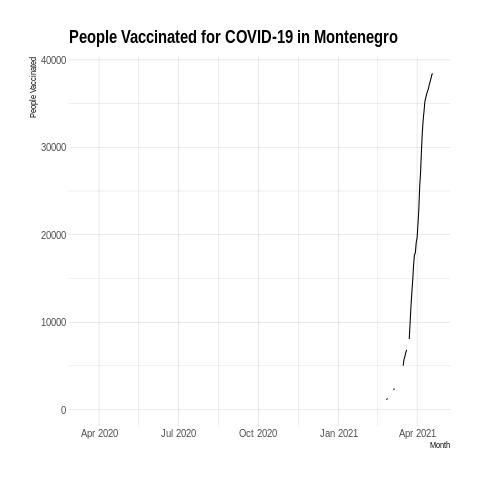 People Vaccinated for COVID-19 in Montenegro
People Vaccinated
40000
30000
20000
10000
0
Apr 2020 Jul 2020 Oct 2020 Jan 2021 Apr 2021
Month